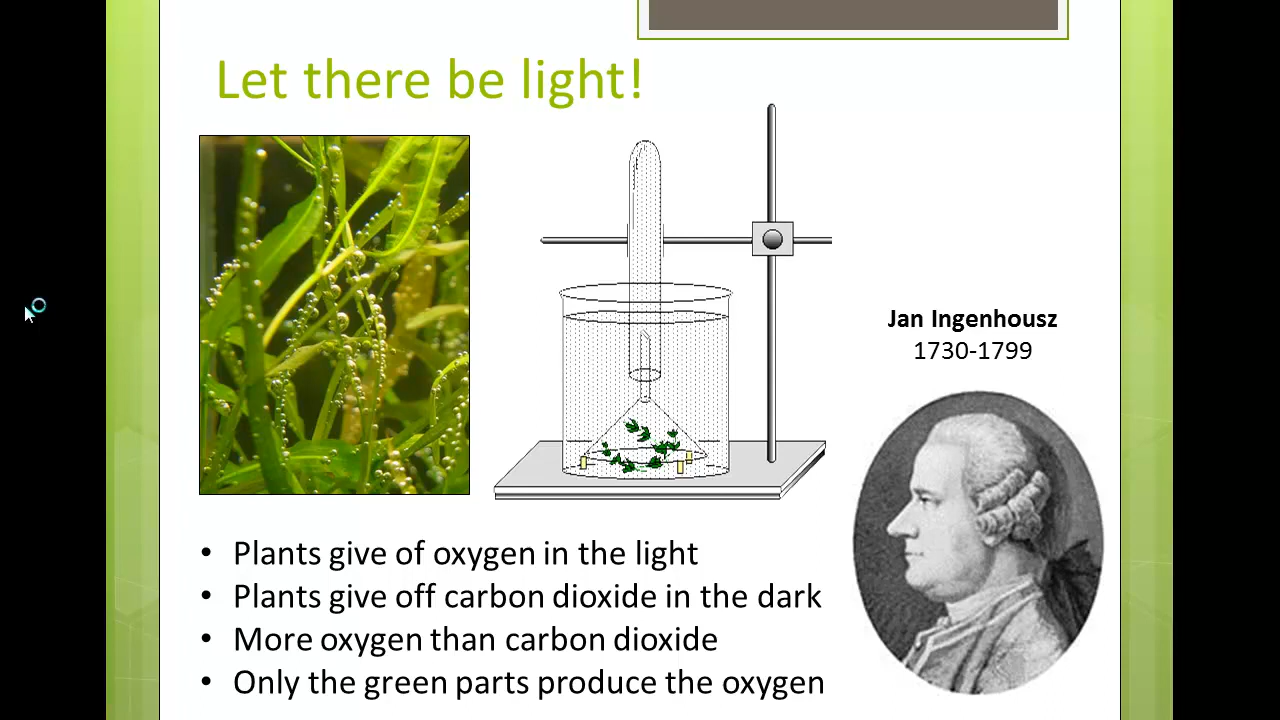 Let there be light!
Jan Ingenhousz
1730-1799
• Plants give of oxygen in the light
• Plants give off carbon dioxide in the dark
• More oxygen than carbon dioxide
• Only the green parts produce the oxygen